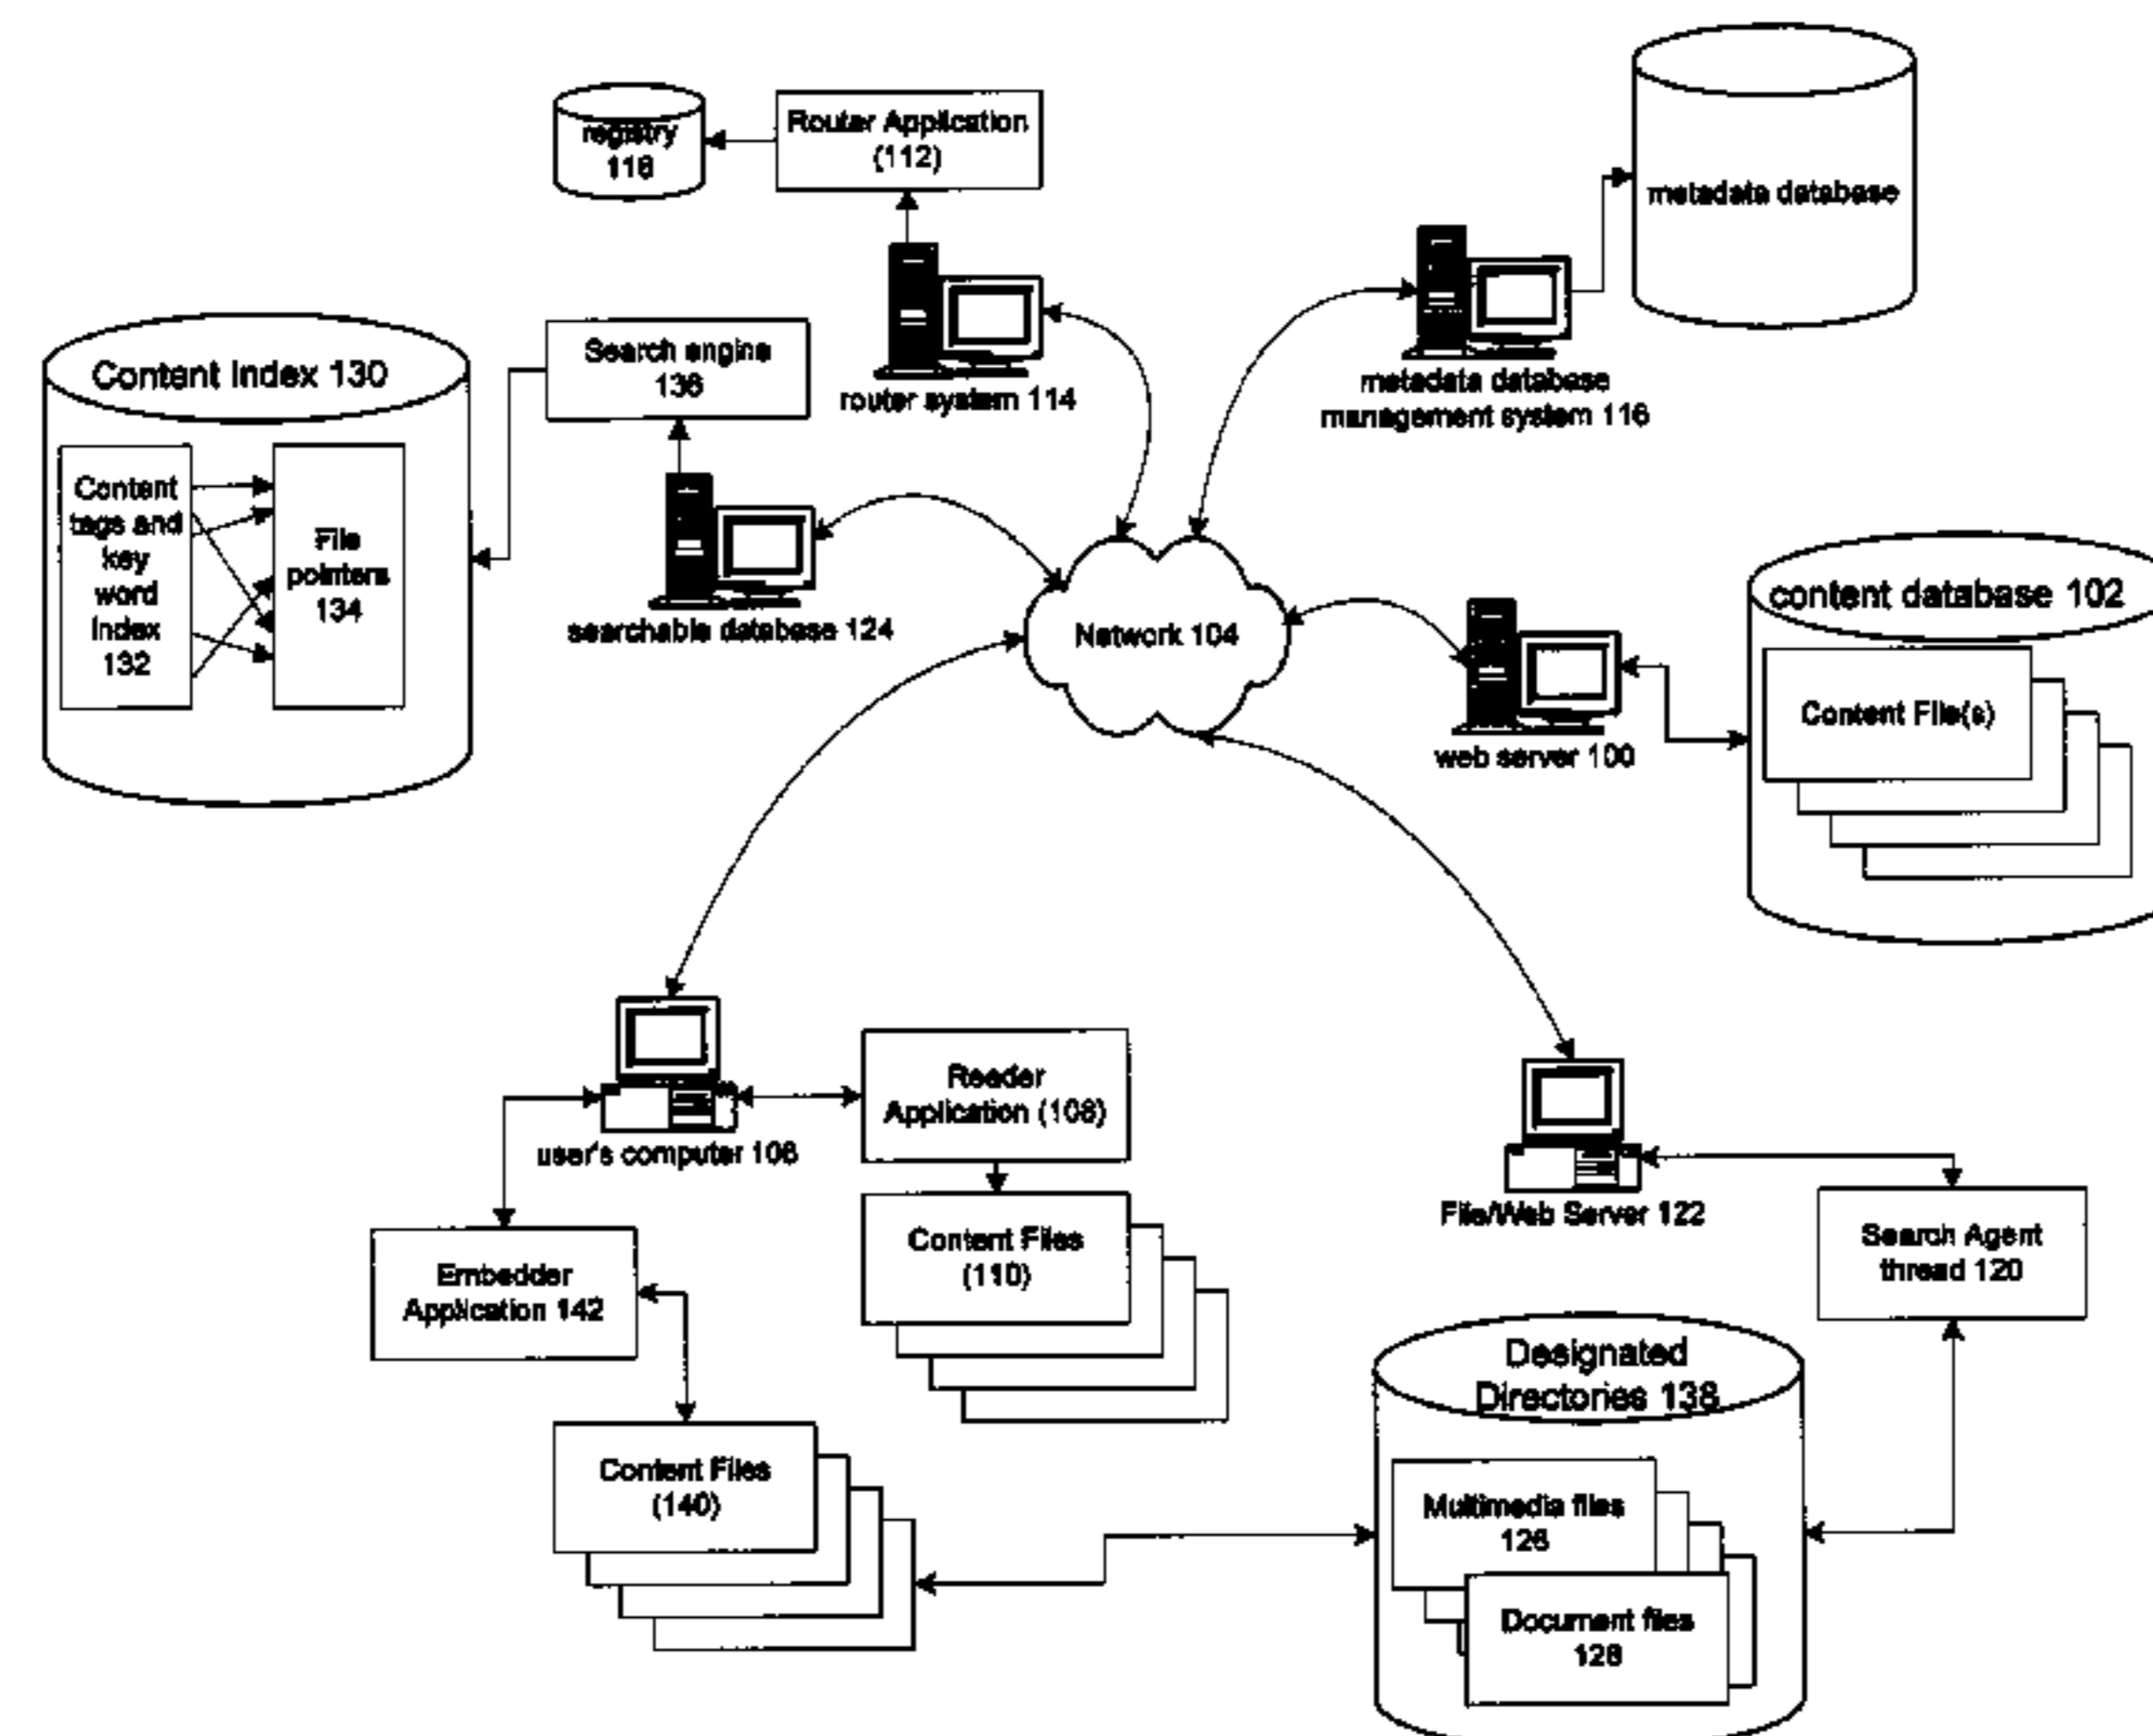 registry
118
Router Application
(112)
metadata database
Content Index 130
Search engine
136
router system 114
metadata database
management system 116
Content
tags and
key
word
Index
132
File
pointers
134
searchable database 124
Network 104
content database 102
Content File(s)
web server 100
Reader
Application (108)
user's computer 106
Content Files
(110)
File/Web Server 122
Search Agent
thread 120
Embedder
Application 142
Designated
Directories 138
Content Files
(140)
Multimedia files
126
Document files
128